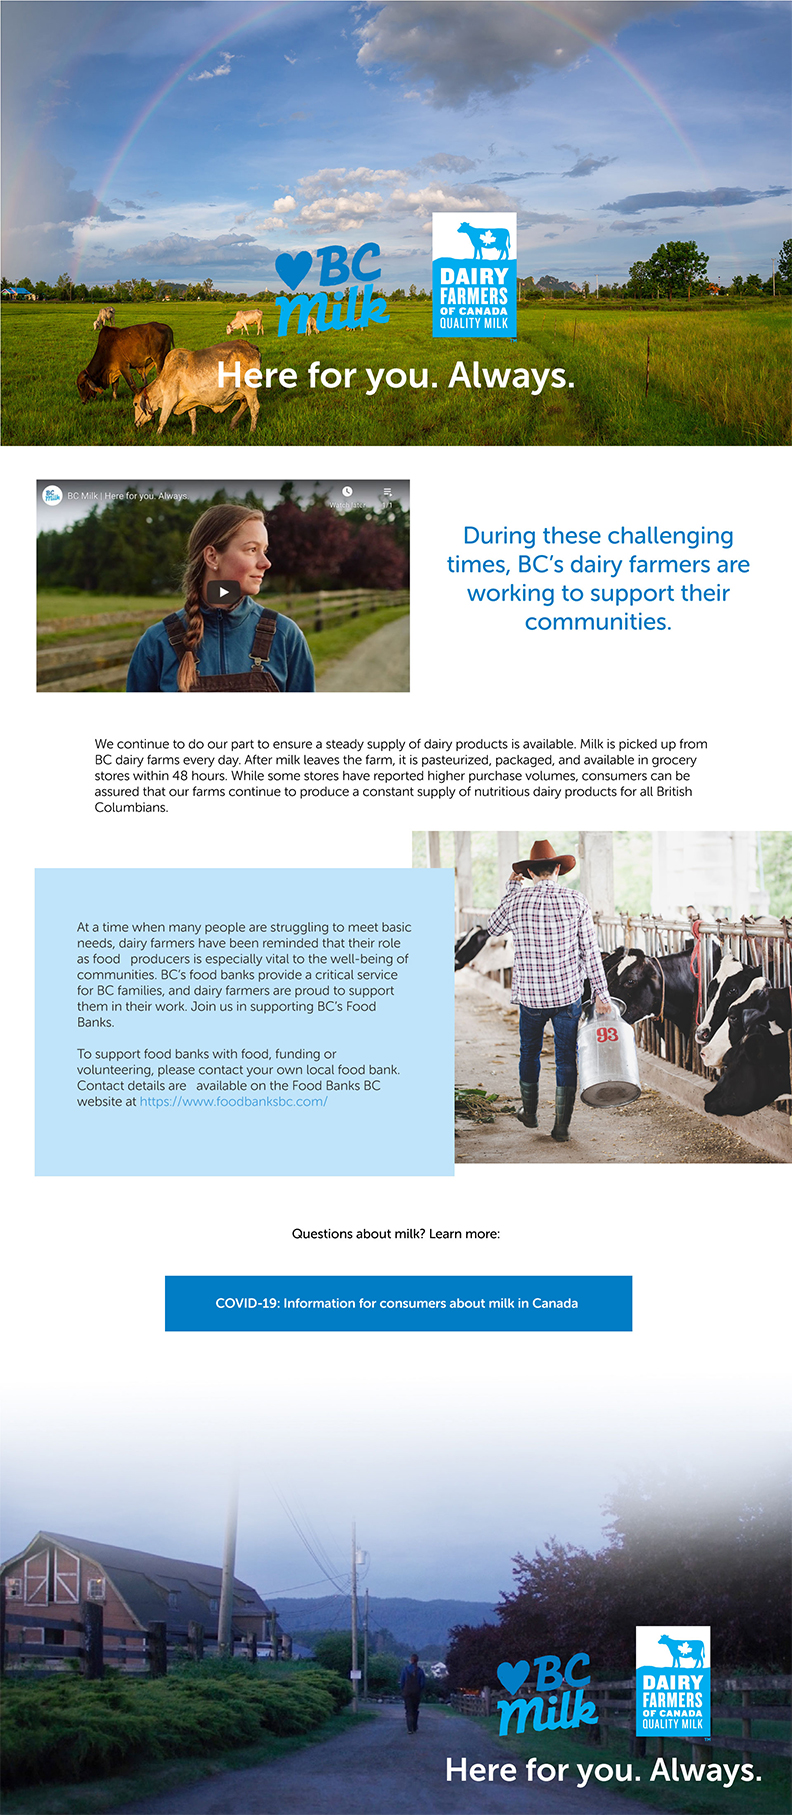 BC
Milk
DAIRY
FARMERS
OF CANADA
QUALITY MILK
Here for you. Always.
BC Milk
BC Milk | Here for you. Always.
Watch later
1/1
During these challenging
times, BC’s dairy farmers are
working to support their
communities.
We continue to do our part to ensure a steady supply of dairy products is available. Milk is picked up from
BC dairy farms every day. After milk leaves the farm, it is pasteurized, packaged, and available in grocery
stores within 48 hours. While some stores have reported higher purchase volumes, consumers can be
assured that our farms continue to produce a constant supply of nutritious dairy products for all British
Columbians.
At a time when many people are struggling to meet basic
needs, dairy farmers have been reminded that their role
as food producers is especially vital to the well-being of
communities. BC’s food banks provide a critical service
for BC families, and dairy farmers are proud to support
them in their work. Join us in supporting BC’s Food
Banks.
To support food banks with food, funding or
volunteering, please contact your own local food bank.
Contact details are available on the Food Banks BC
website at https://www.foodbanksbc.com/
93
Questions about milk? Learn more:
COVID-19: Information for consumers about milk in Canada
BC
Milk
DAIRY
FARMERS
OF CANADA
QUALITY MILK
TM
Here for you. Always.